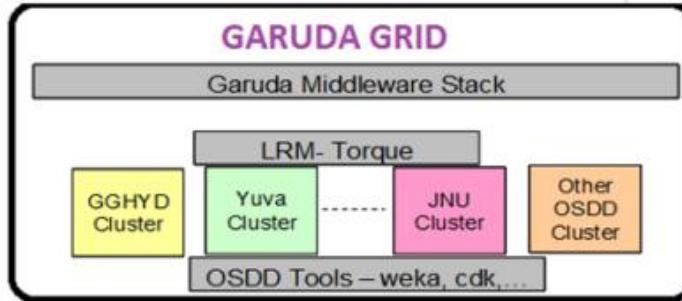 GARUDA GRID
Garuda Middleware Stack
LRM- Torque
GGHYD
Cluster
Yuva
Cluster
JNU
Cluster
Other
OSDD
Cluster
OSDD Tools – weka, cdk,...